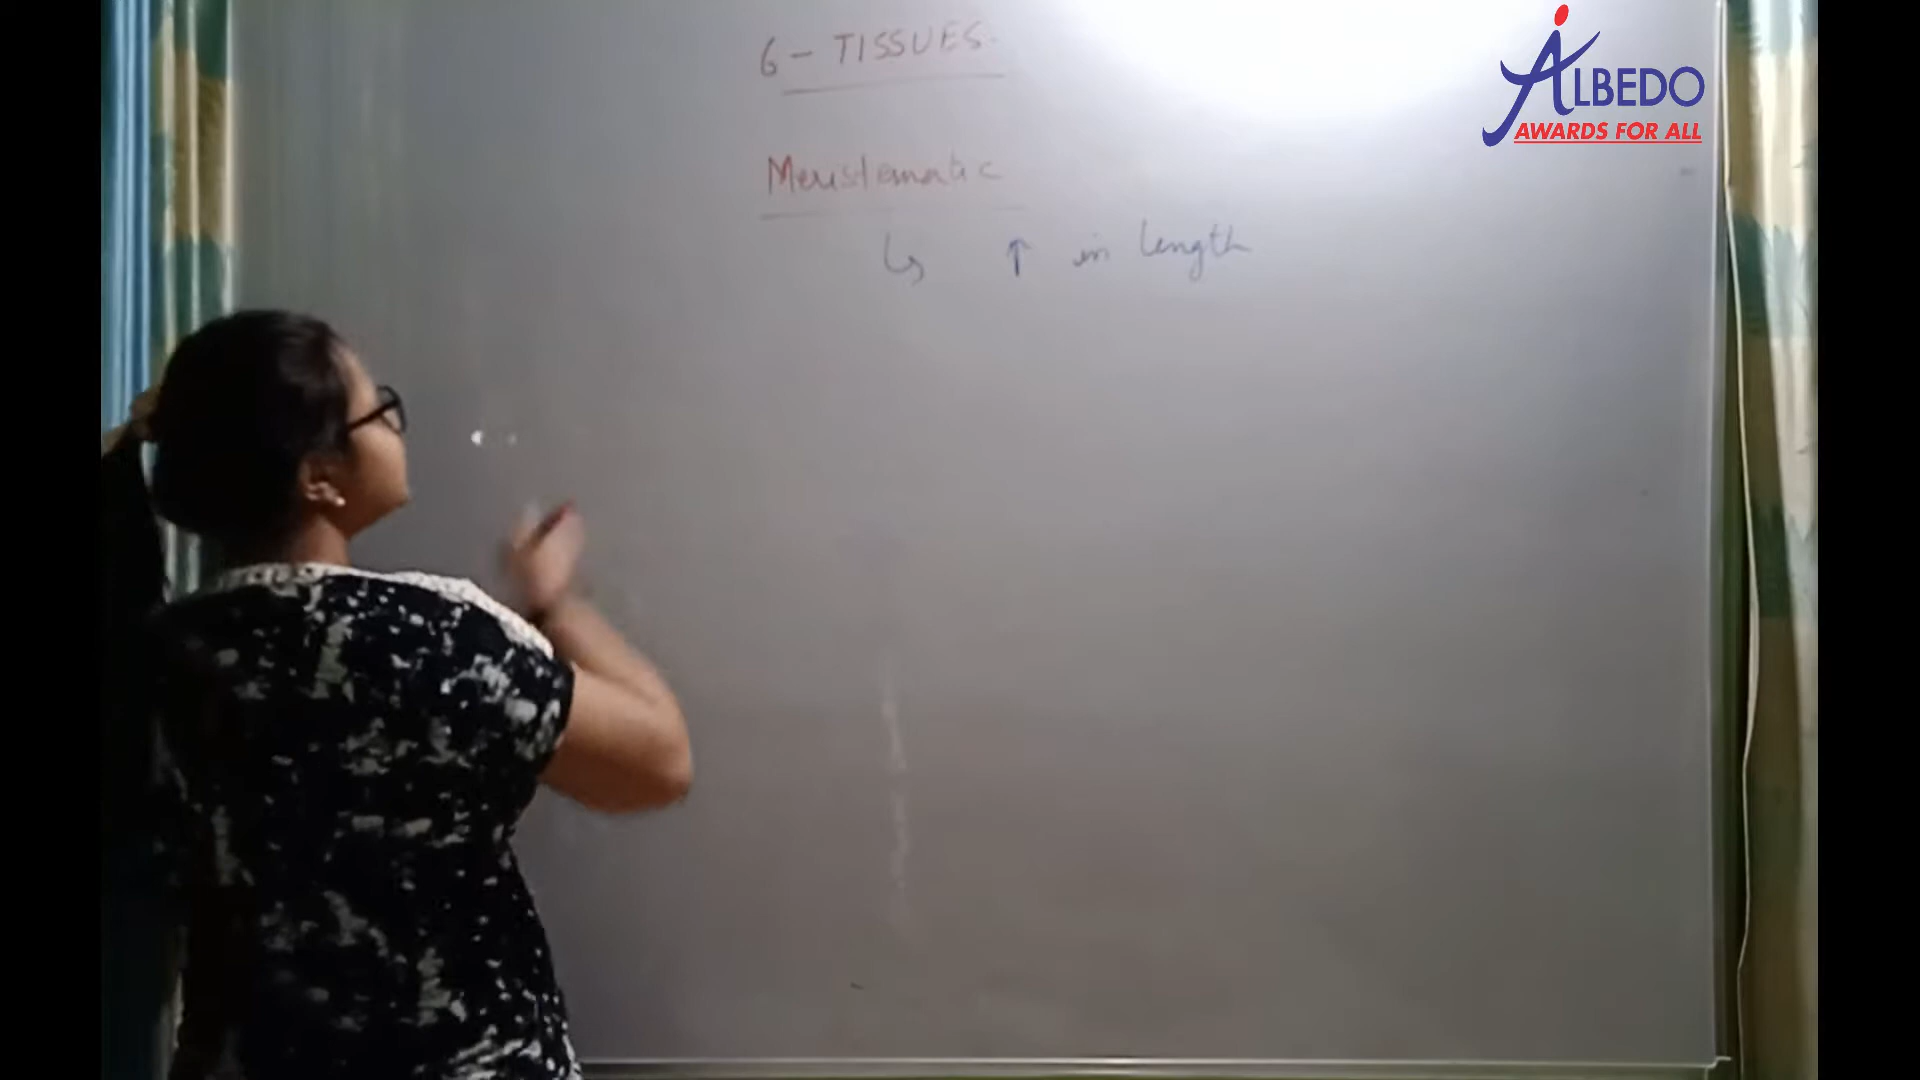 6 - TISSUES.
Meristematic
↳ ↑ in length
ALBEDO
AWARDS FOR ALL